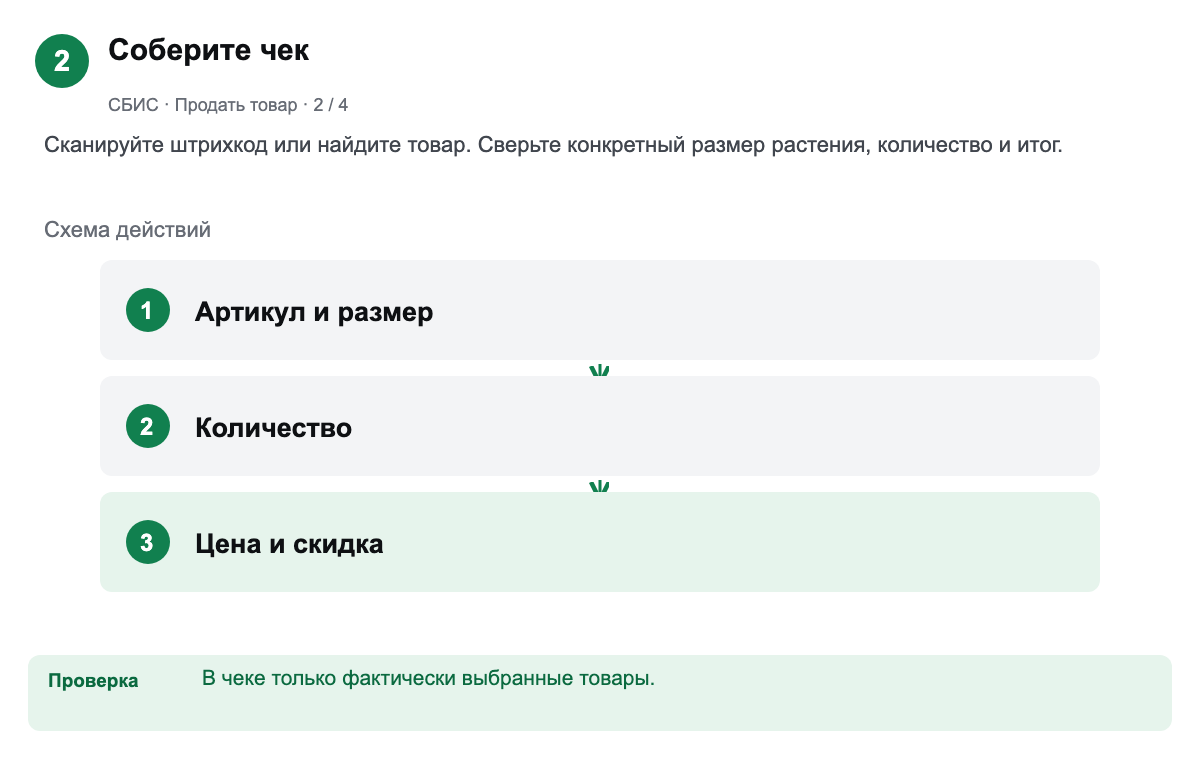 2
Соберите чек
СБИС · Продать товар · 2 / 4
Сканируйте штрихкод или найдите товар. Сверьте конкретный размер растения, количество и итог.
Схема действий
1 Артикул и размер
2 Количество
3 Цена и скидка
Проверка В чеке только фактически выбранные товары.